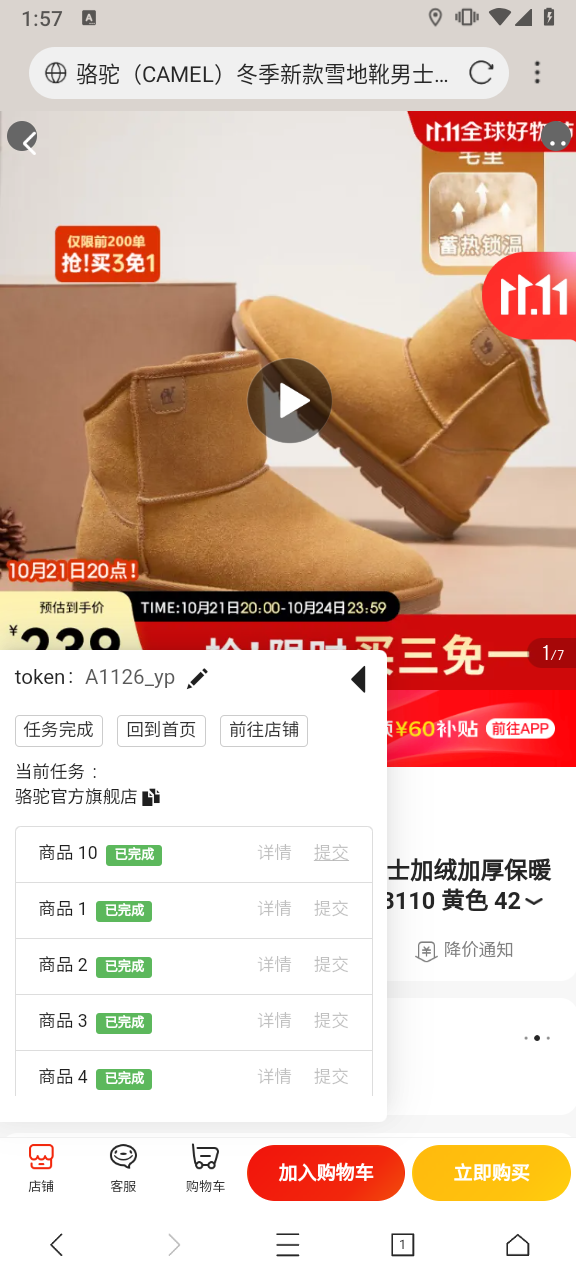 1:57
A
骆驼（CAMEL）冬季新款雪地靴男士...
11.11全球好物节
毛里
蓄热锁温
仅限前200单
抢!买3免1
11.11
10月21日20点!
预估到手价
TIME:10月21日20:00-10月24日23:59
¥239
抢!限时买三免一
1/7
token: A1126_yp
任务完成
回到首页
前往店铺
¥60补贴
前往APP
当前任务：
骆驼官方旗舰店
商品 10 已完成 详情 提交
士加绒加厚保暖
3110 黄色 42
商品 1 已完成 详情 提交
降价通知
商品 2 已完成 详情 提交
商品 3 已完成 详情 提交
商品 4 已完成 详情 提交
店铺
客服
购物车
加入购物车
立即购买
1